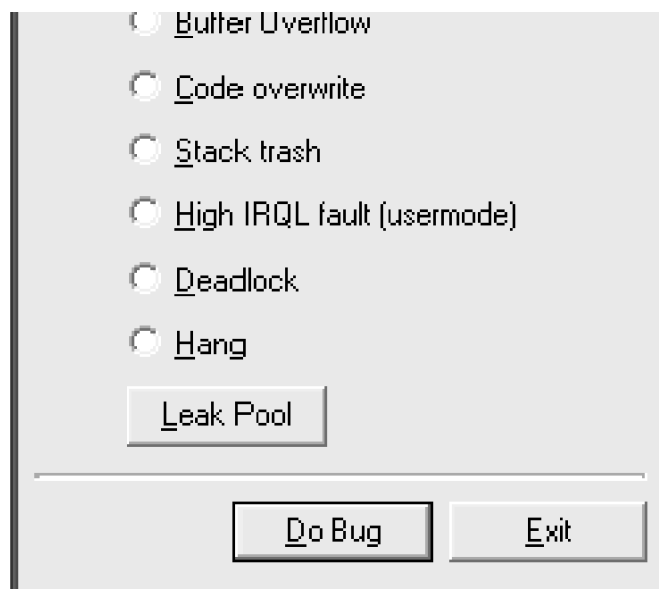 Buffer Overflow
Code overwrite
Stack trash
High IRQL fault (usermode)
Deadlock
Hang
Leak Pool
Do Bug Exit